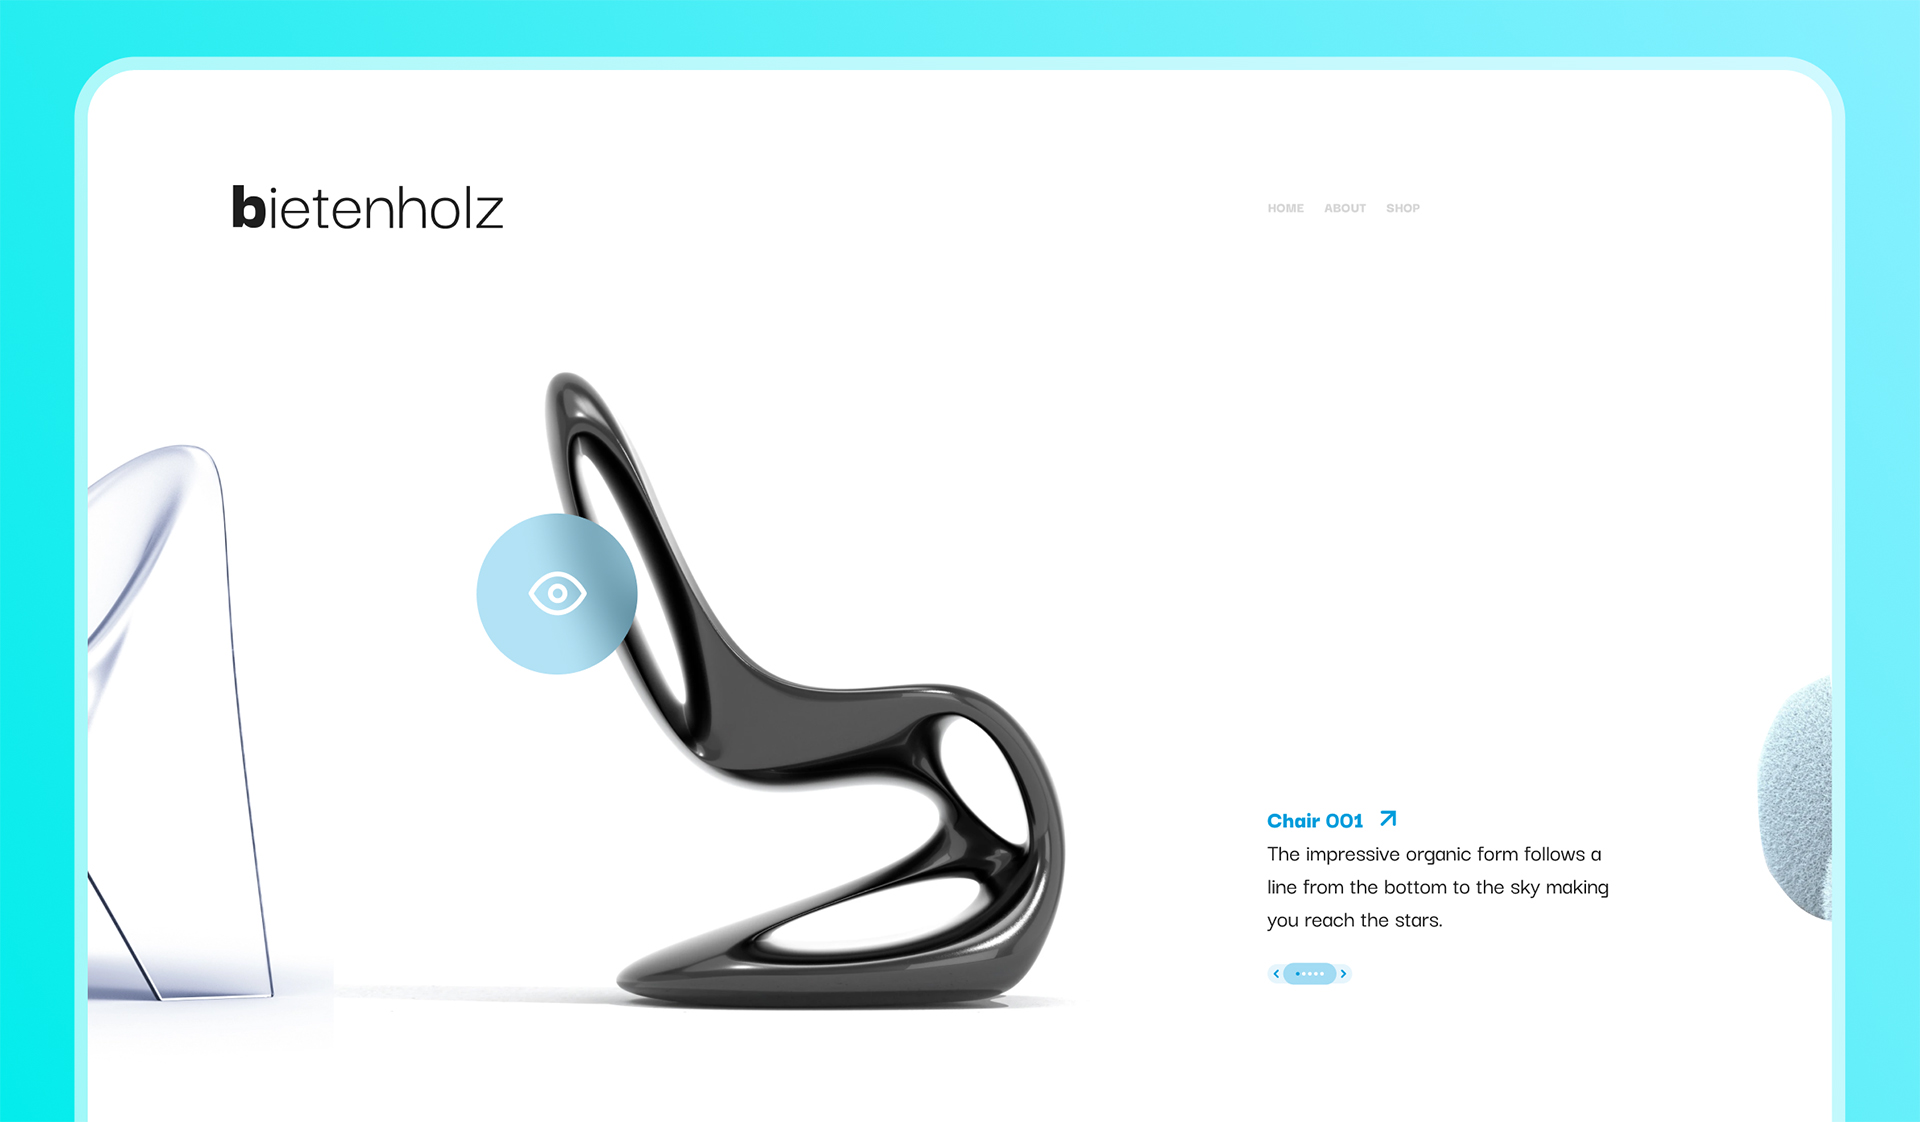 bietenholz
HOME ABOUT SHOP
Chair 001
The impressive organic form follows a
line from the bottom to the sky making
you reach the stars.